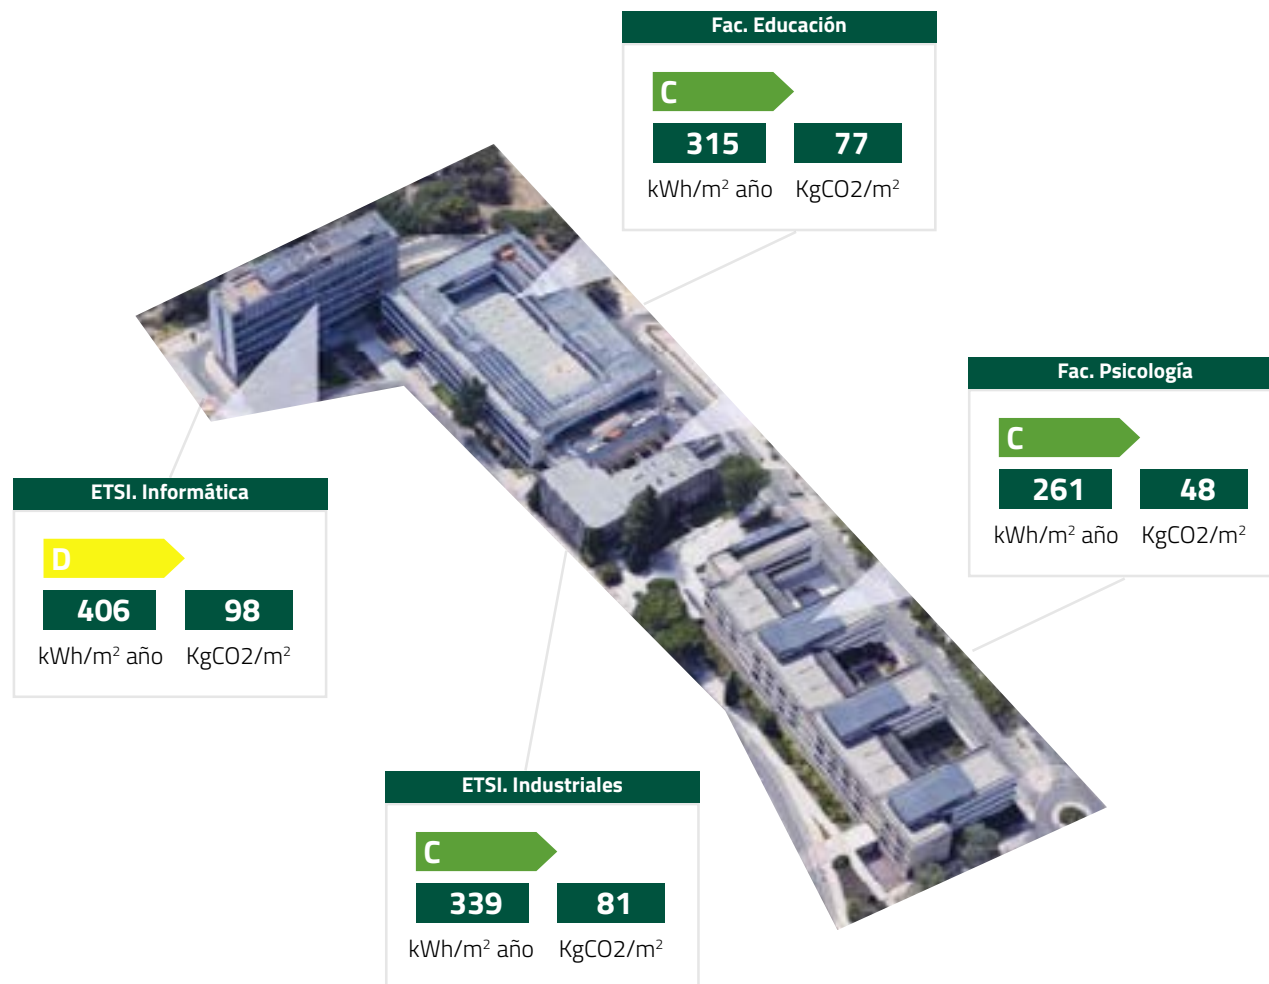 Fac. Educación
C
315 77
kWh/m² año KgCO2/m²
Fac. Psicología
C
261 48
kWh/m² año KgCO2/m²
ETSI. Informática
D
406 98
kWh/m² año KgCO2/m²
ETSI. Industriales
C
339 81
kWh/m² año KgCO2/m²